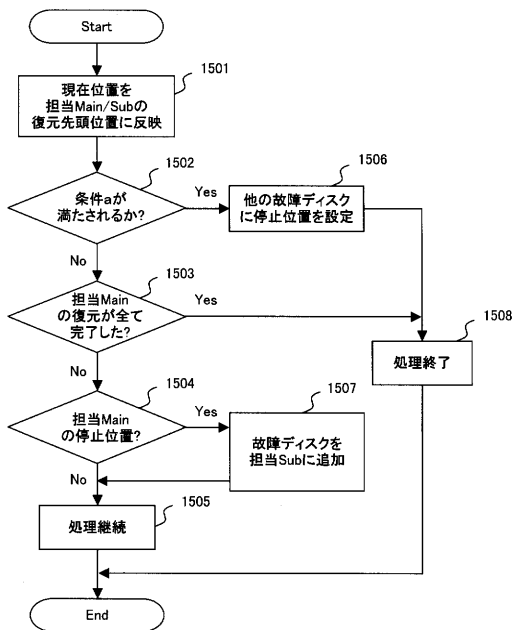 Start
1501
現在位置を
担当Main/Subの
復元先頭位置に反映
1502
条件aが
満たされるか?
Yes
1506
他の故障ディスク
に停止位置を設定
No
1503
担当Main
の復元が全て
完了した?
Yes
1508
処理終了
No
1504
担当Main
の停止位置?
Yes
1507
故障ディスクを
担当Subに追加
No
1505
処理継続
End